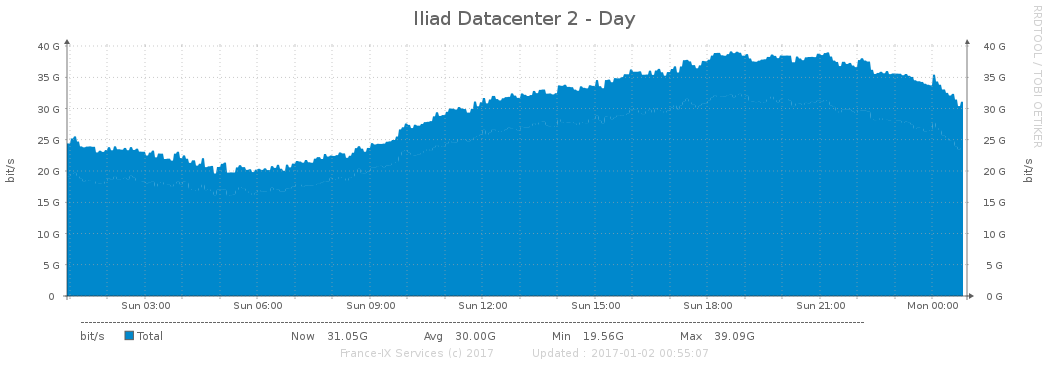 Iliad Datacenter 2 - Day
RRDTOOL / TOBI OETIKER
bit/s
40 G 40 G
35 G 35 G
30 G 30 G
25 G 25 G
20 G 20 G
15 G 15 G
10 G 10 G
5 G 5 G
0 0 G
bit/s
Sun 03:00 Sun 06:00 Sun 09:00 Sun 12:00 Sun 15:00 Sun 18:00 Sun 21:00 Mon 00:00
bit/s Total Now 31.05G Avg 30.00G Min 19.56G Max 39.09G
France-IX Services (c) 2017 Updated : 2017-01-02 00:55:07